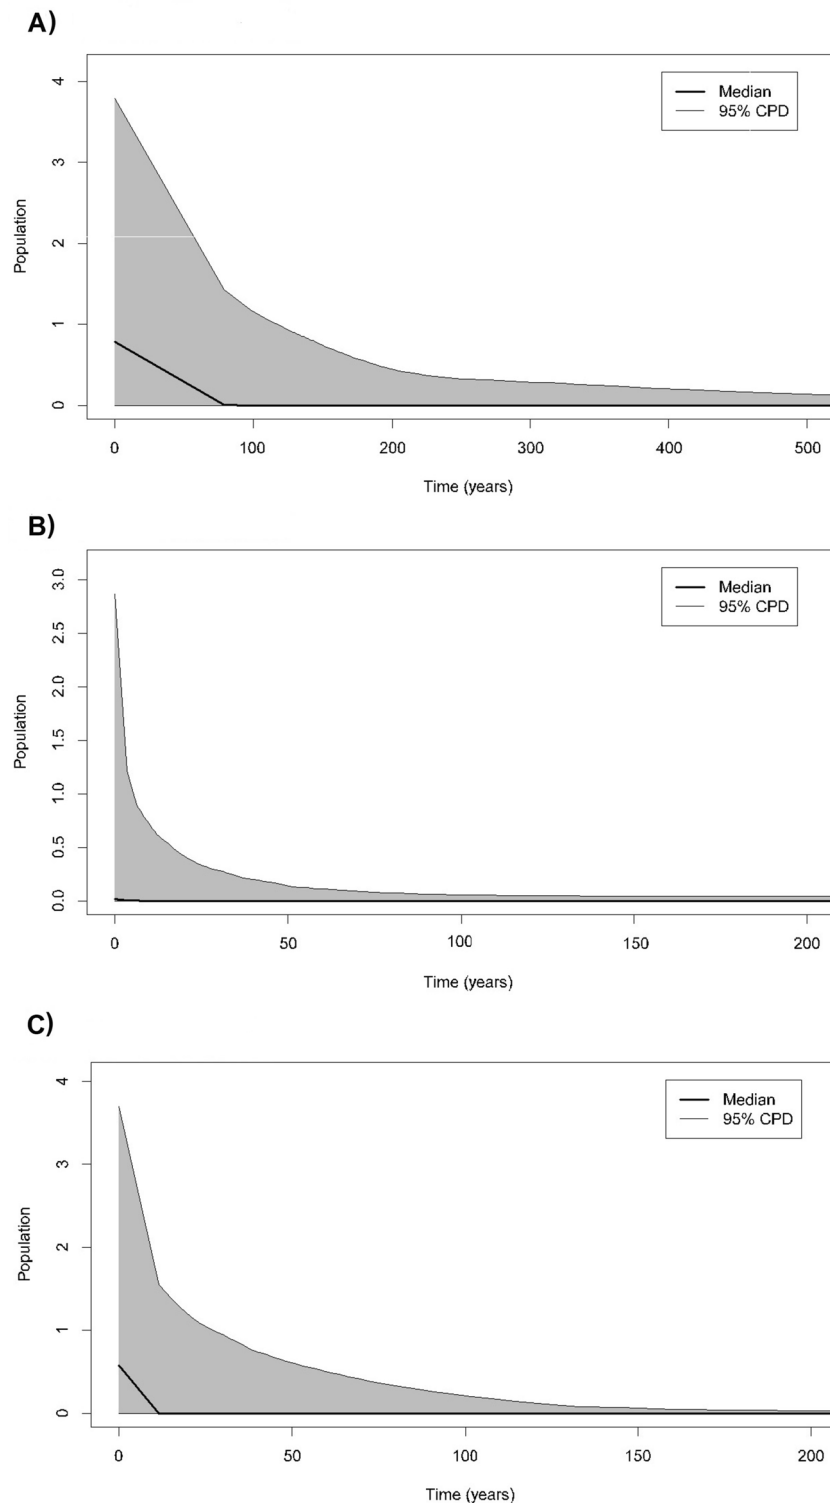 A)
4
3
2
1
0
Population
Median
95% CPD
0 100 200 300 400 500
Time (years)
B)
3.0
2.5
2.0
1.5
1.0
0.5
0.0
Population
Median
95% CPD
0 50 100 150 200
Time (years)
C)
4
3
2
1
0
Population
Median
95% CPD
0 50 100 150 200
Time (years)